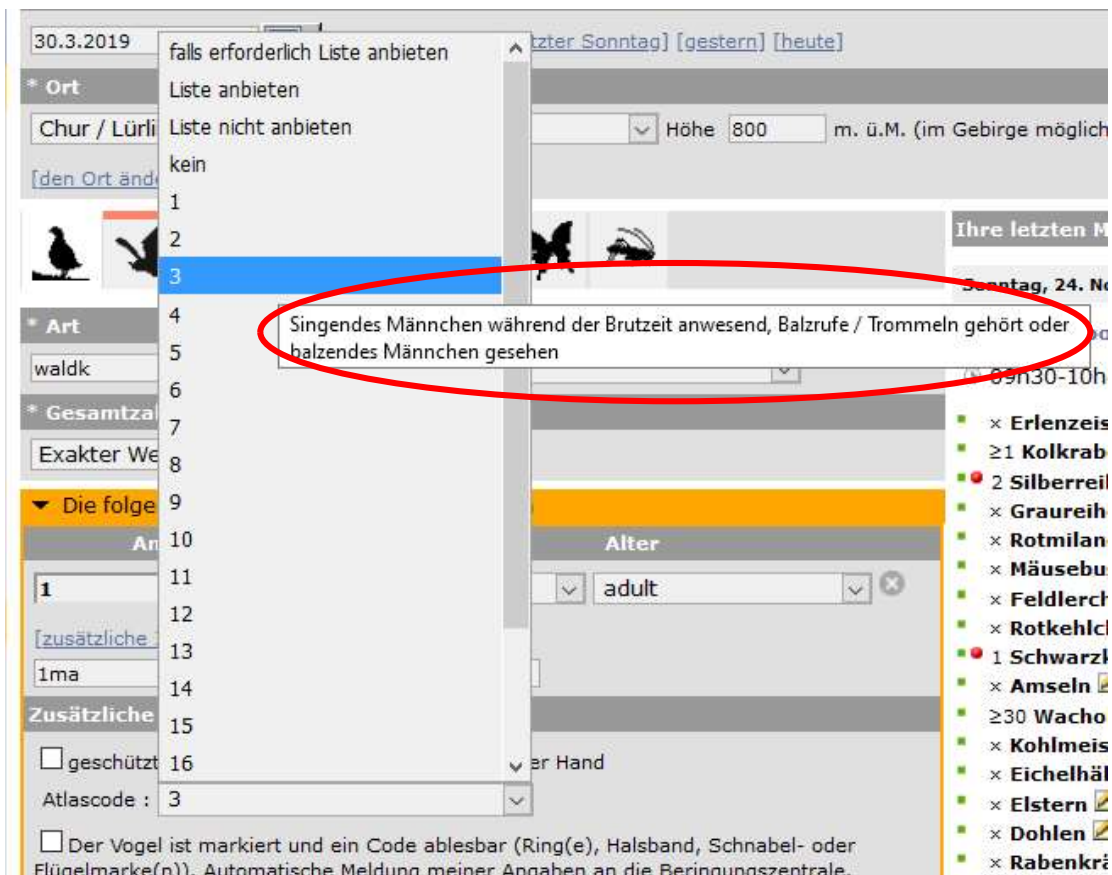 30.3.2019
tzter Sonntag] [gestern] [heute]
falls erforderlich Liste anbieten
Liste anbieten
Liste nicht anbieten
kein
1
2
3
4
5
6
7
8
9
10
11
12
13
14
15
16
* Ort
Chur / Lürli
Höhe 800 m. ü.M. (im Gebirge möglich
[den Ort ände
Singendes Männchen während der Brutzeit anwesend, Balzrufe / Trommeln gehört oder
balzendes Männchen gesehen
* Art
waldk
* Gesamtza
Exakter We
Die folge
An
Alter
1
adult
[zusätzliche
1ma
Zusätzliche
geschützt
er Hand
Atlascode : 3
Der Vogel ist markiert und ein Code ablesbar (Ring(e), Halsband, Schnabel- oder
Flügelmarke(n)). Automatische Meldung meiner Angaben an die Beringungszentrale.
Ihre letzten M
Sonntag, 24. No
09h30-10h
× Erlenzeis
≥1 Kolkrab
2 Silberreil
× Graureih
× Rotmilan
× Mäusebu
× Feldlerch
× Rotkehlc
1 Schwarzk
× Amseln
≥30 Wacho
× Kohlmeis
× Eichelhäl
× Elstern
× Dohlen
× Rabenkrä